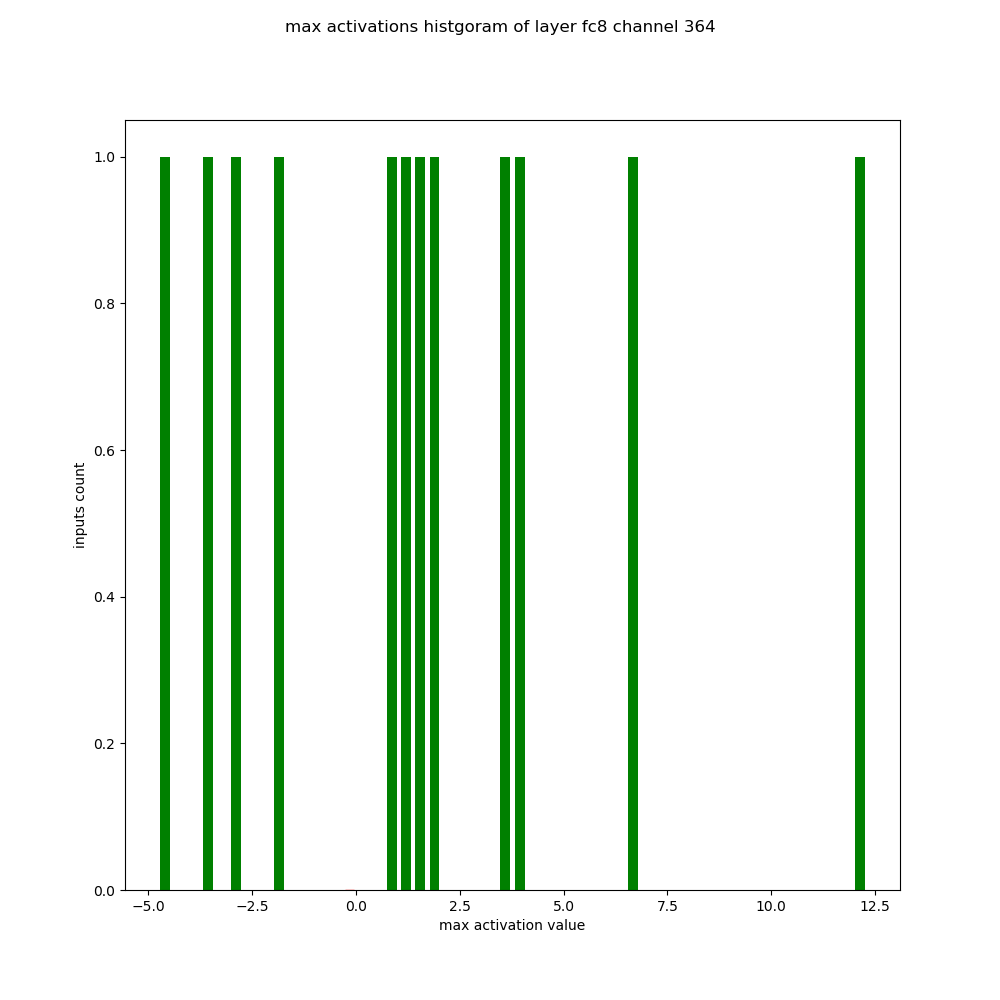 max activations histgoram of layer fc8 channel 364
1.0
0.8
0.6
0.4
0.2
0.0
inputs count
−5.0 −2.5 0.0 2.5 5.0 7.5 10.0 12.5
max activation value